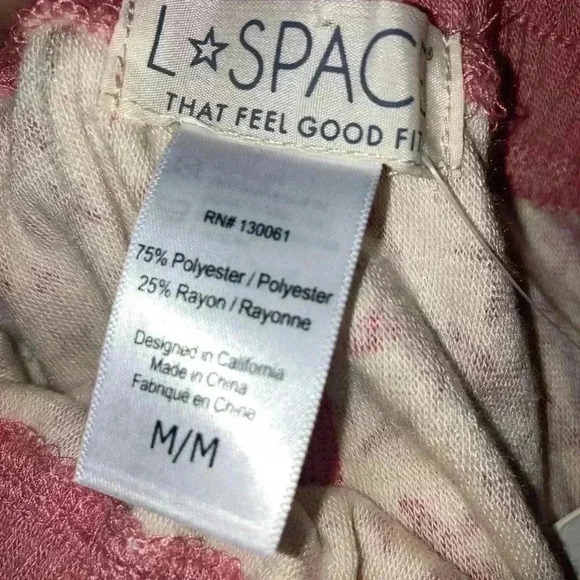 L☆SPAC
THAT FEEL GOOD FIT
RN# 130061
75% Polyester / Polyester
25% Rayon / Rayonne
Designed in California
Made in China
Fabriqué en Chine
M/M